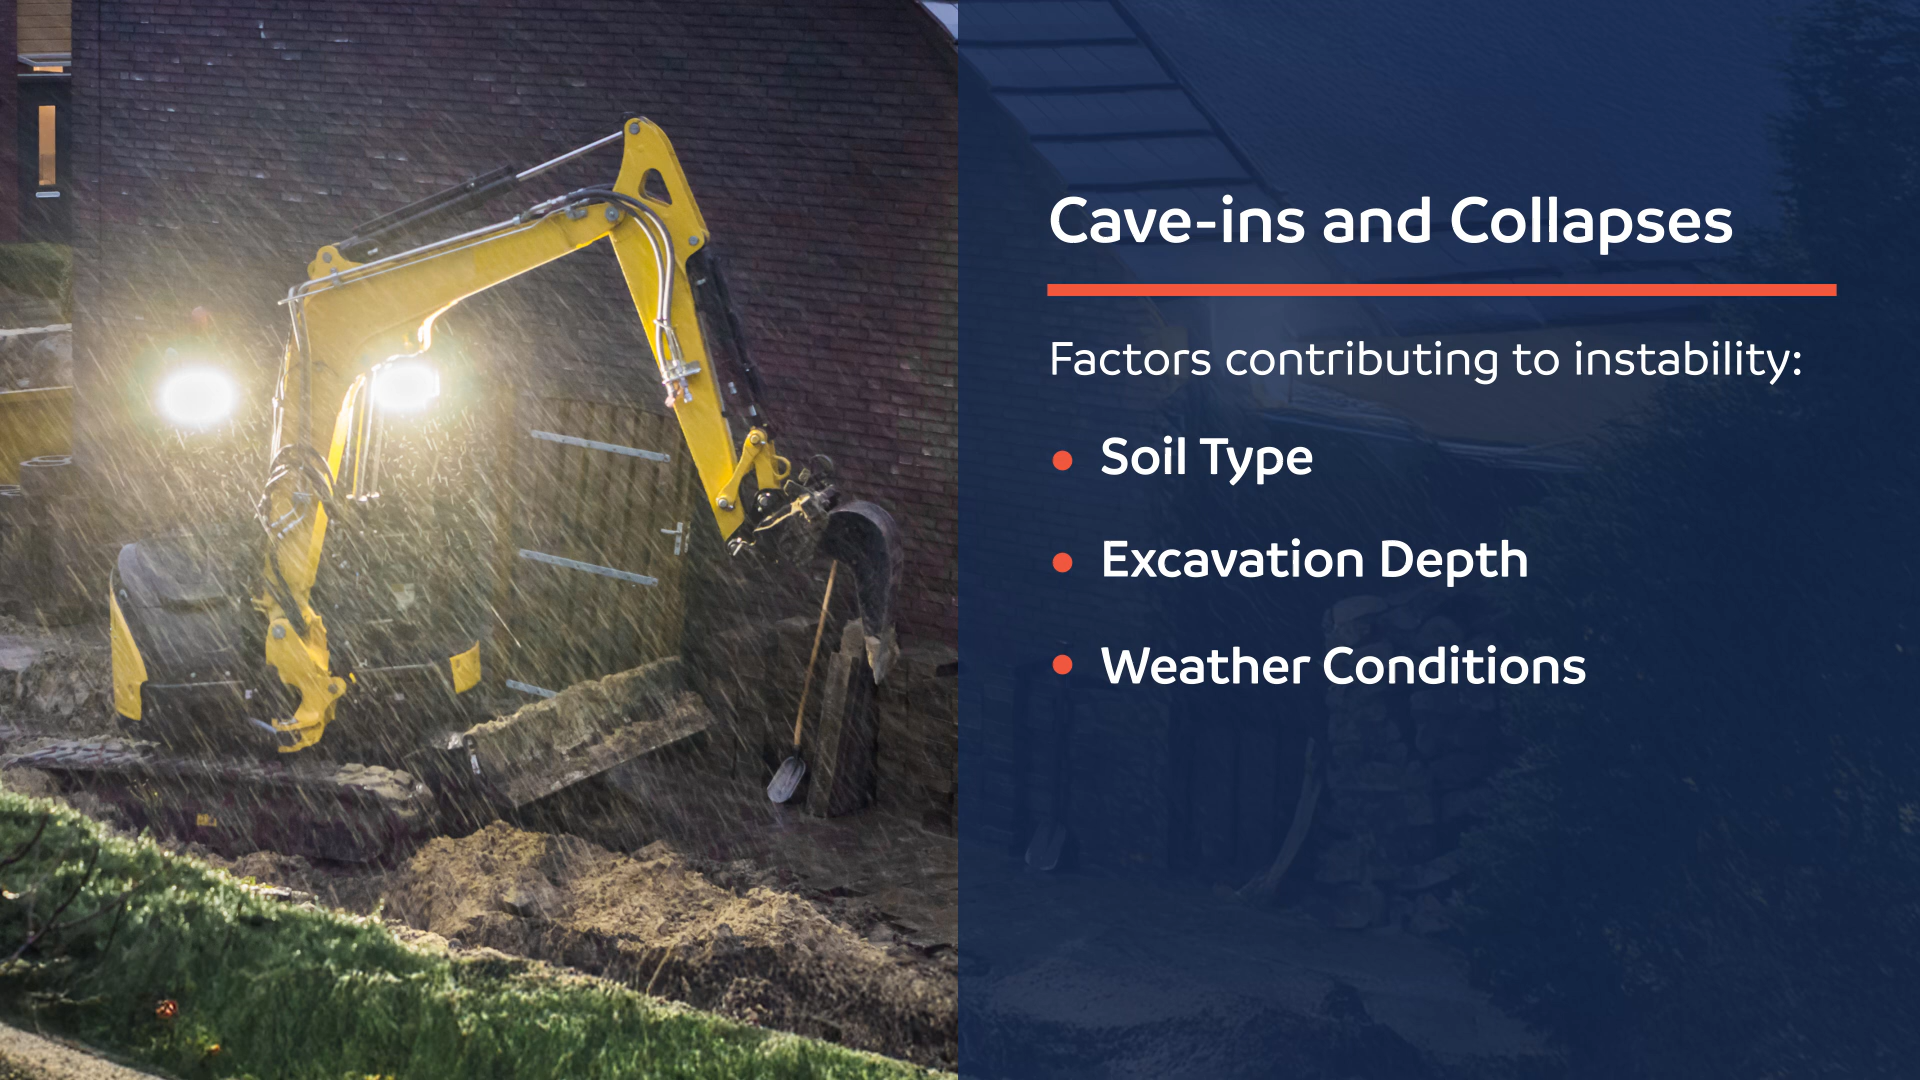 Cave-ins and Collapses
Factors contributing to instability:
Soil Type
Excavation Depth
Weather Conditions